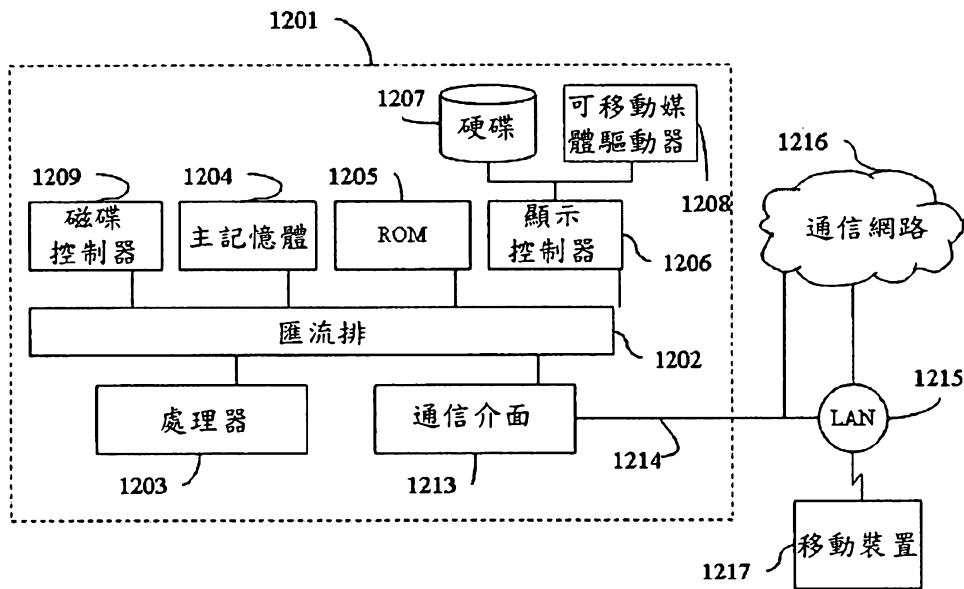 1201
1207
硬碟
可移動媒
體驅動器
1208
1216
通信網路
1209
磁碟
控制器
1204
主記憶體
1205
ROM
顯示
控制器
1206
匯流排
1202
處理器
1203
通信介面
1213
1214
LAN
1215
移動裝置
1217